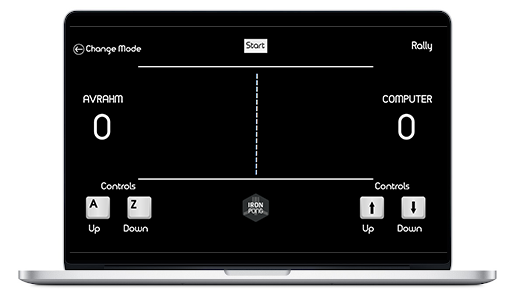 Change Mode
Start
Rally
AVRAHM
COMPUTER
0
0
Controls
Controls
A
Z
IRON
PONG
Up
Down
Up
Down